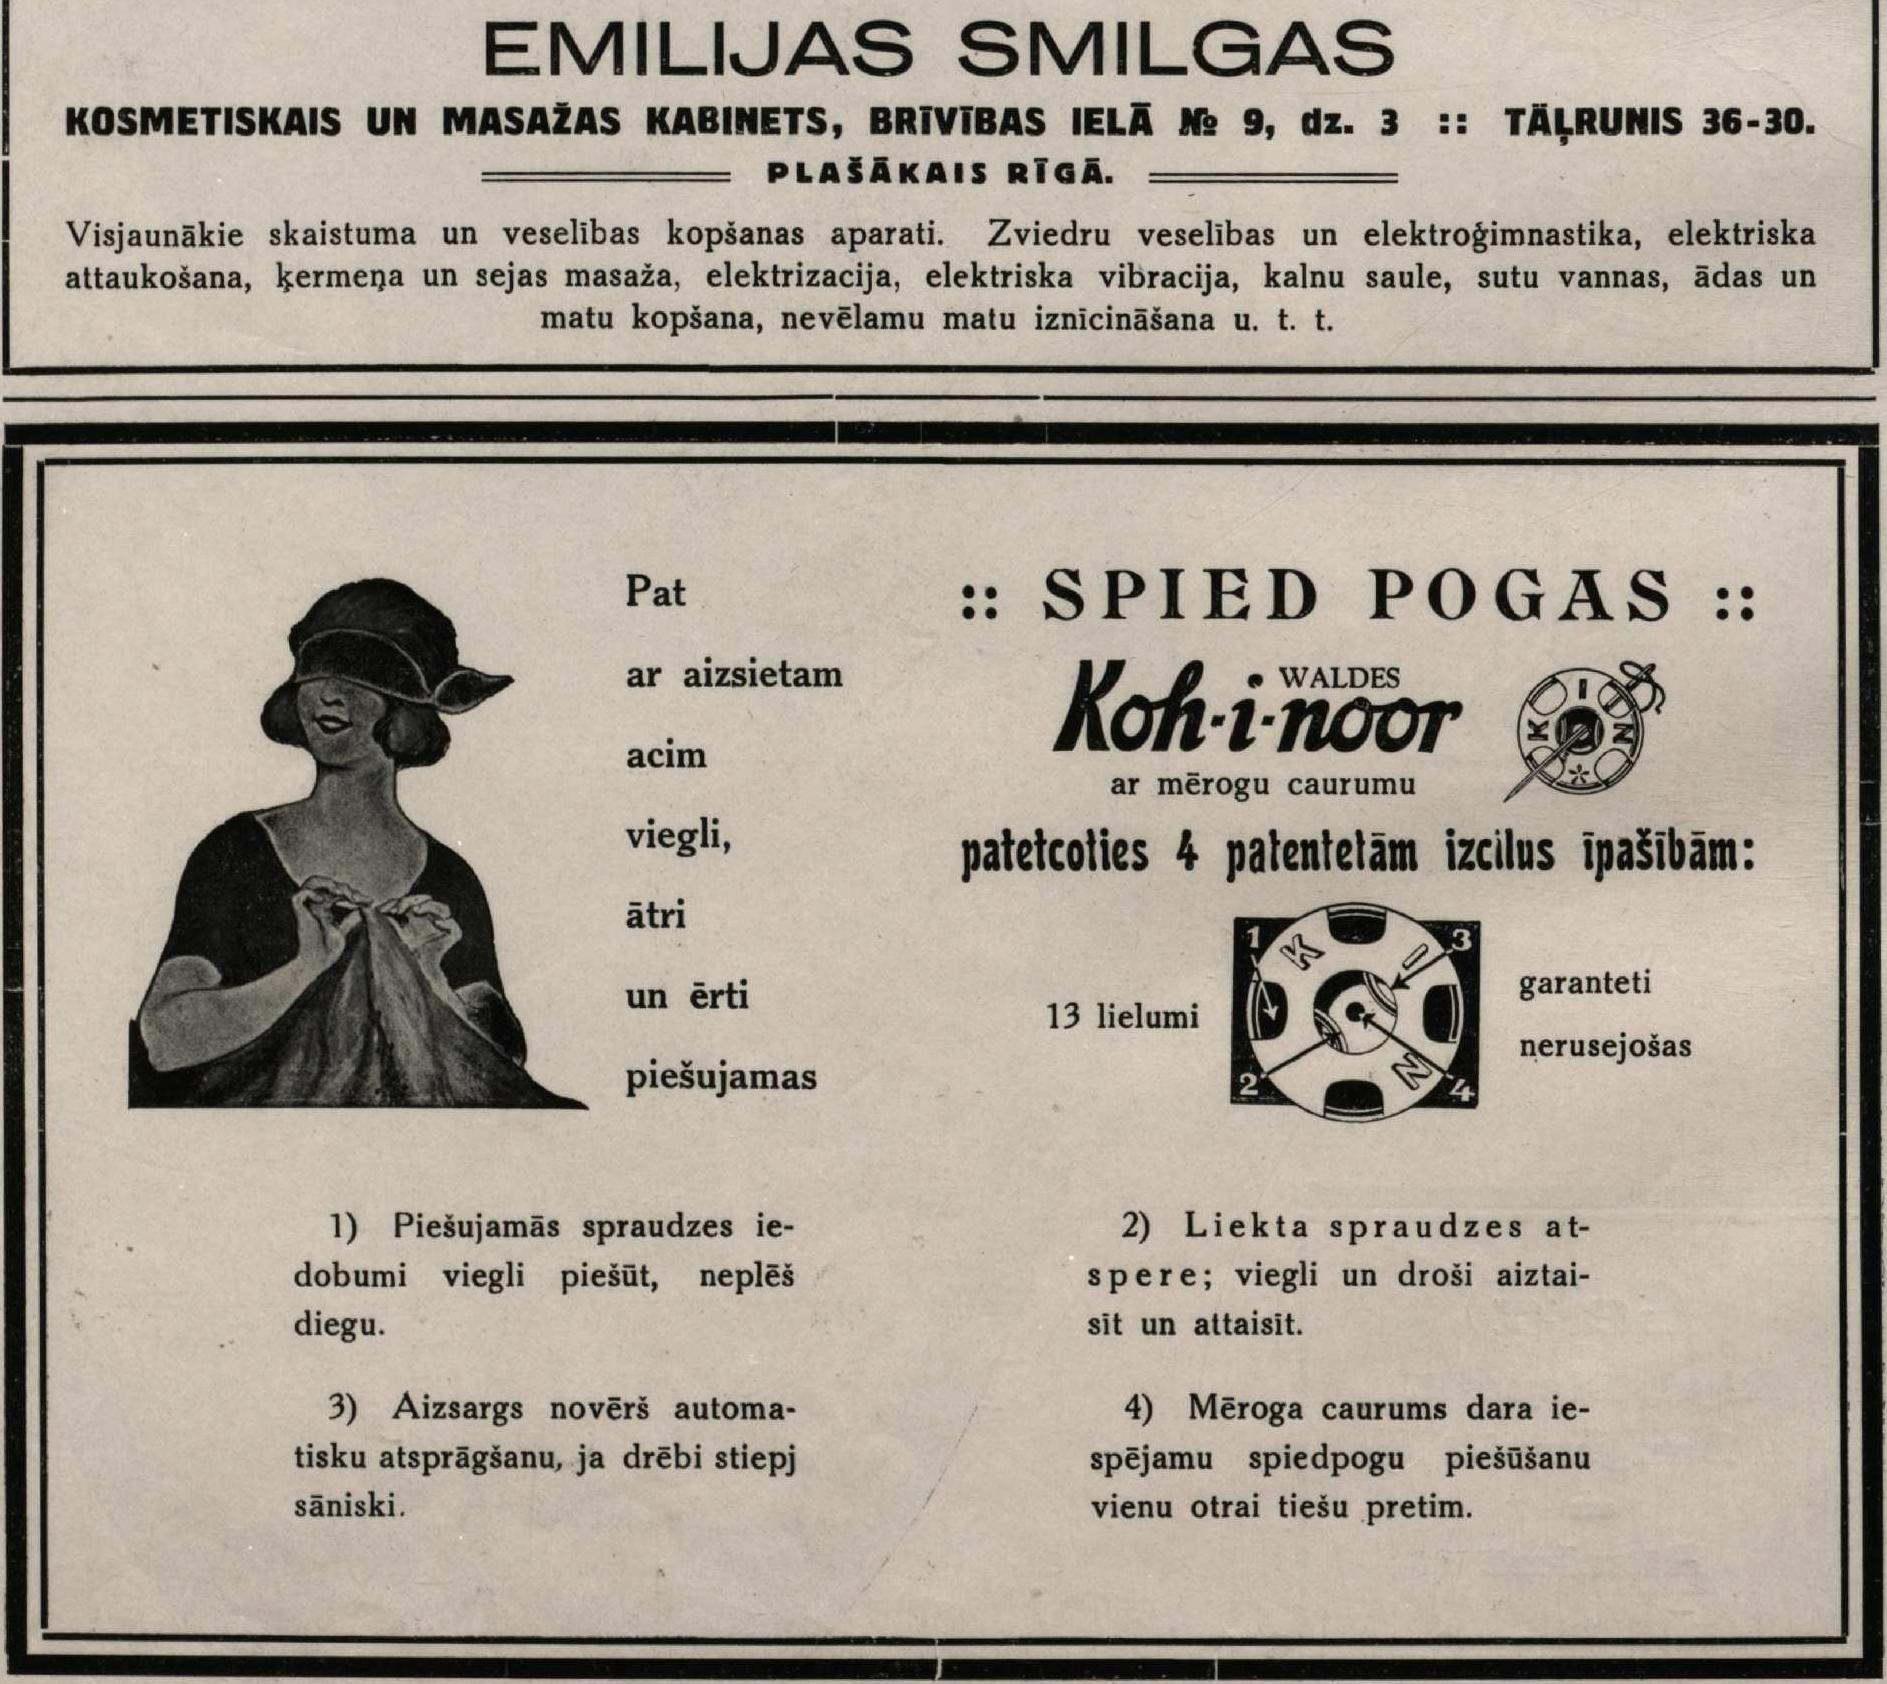 EMILIJAS SMILGAS
KOSMETISKAIS UN MASAŽAS KABINETS, BRĪVĪBAS IELĀ № 9, dz. 3 :: TĀĻRUNIS 36-30.
PLAŠĀKAIS RĪGĀ.
Visjaunākie skaistuma un veselības kopšanas aparati. Zviedru veselības un elektroģimnastika, elektriska
attaukošana, ķermeņa un sejas masaža, elektrizacija, elektriska vibracija, kalnu saule, sutu vannas, ādas un
matu kopšana, nevēlamu matu iznīcināšana u. t. t.
Pat
ar aizsietam
acim
viegli,
ātri
un ērti
piešujamas
:: SPIED POGAS ::
WALDES
Koh-i-noor
K I N
ar mērogu caurumu
patetcoties 4 patentetām izcilus īpašībām:
1 K I 3
13 lielumi
2 N 4
garanteti
nerusejošas
1) Piešujamās spraudzes ie-
dobumi viegli piešūt, neplēš
diegu.
2) Liekta spraudzes at-
spere; viegli un droši aiztai-
sīt un attaisīt.
3) Aizsargs novērš automa-
tisku atsprāgšanu, ja drēbi stiepj
sāniski.
4) Mēroga caurums dara ie-
spējamu spiedpogu piešūšanu
vienu otrai tiešu pretim.